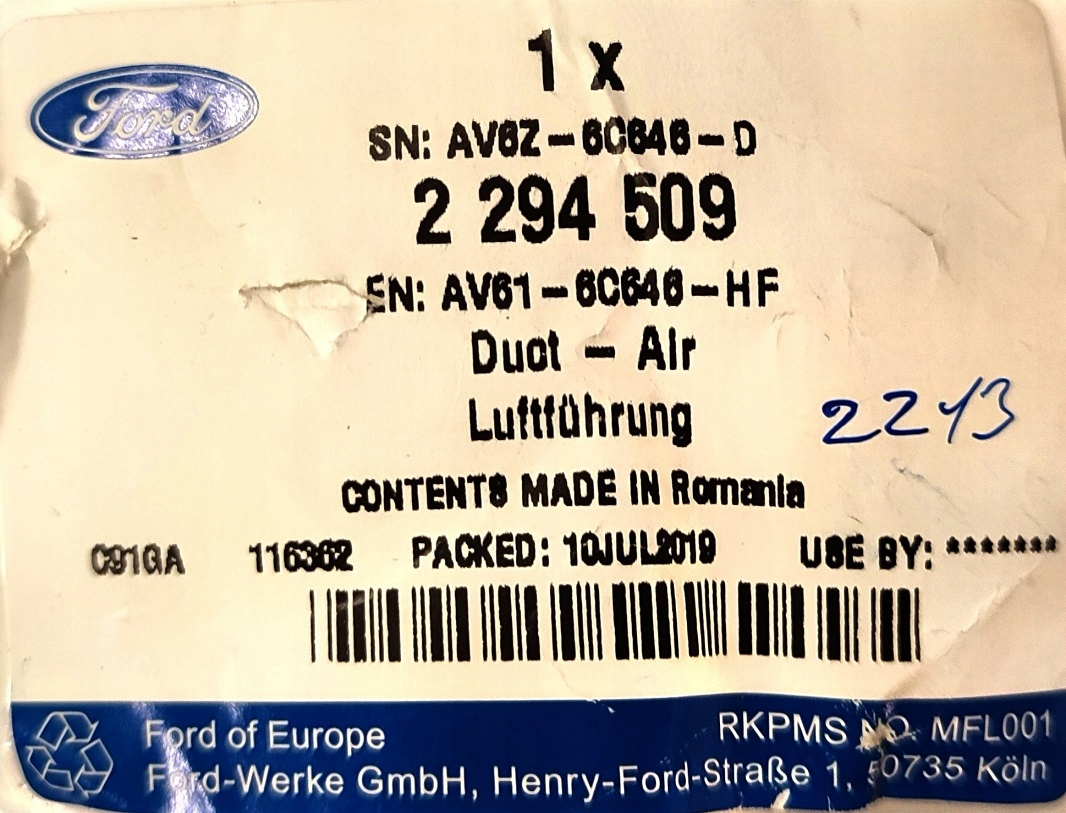 Ford
1 x
SN: AV6Z-6C646-D
2 294 509
EN: AV61-6C646-HF
Duct - Air
Luftführung
2213
CONTENTS MADE IN Romania
C91GA 116362 PACKED: 10JUL2019 USE BY: *******
Ford of Europe RKPMS NO. MFL001
Ford-Werke GmbH, Henry-Ford-Straße 1, 50735 Köln